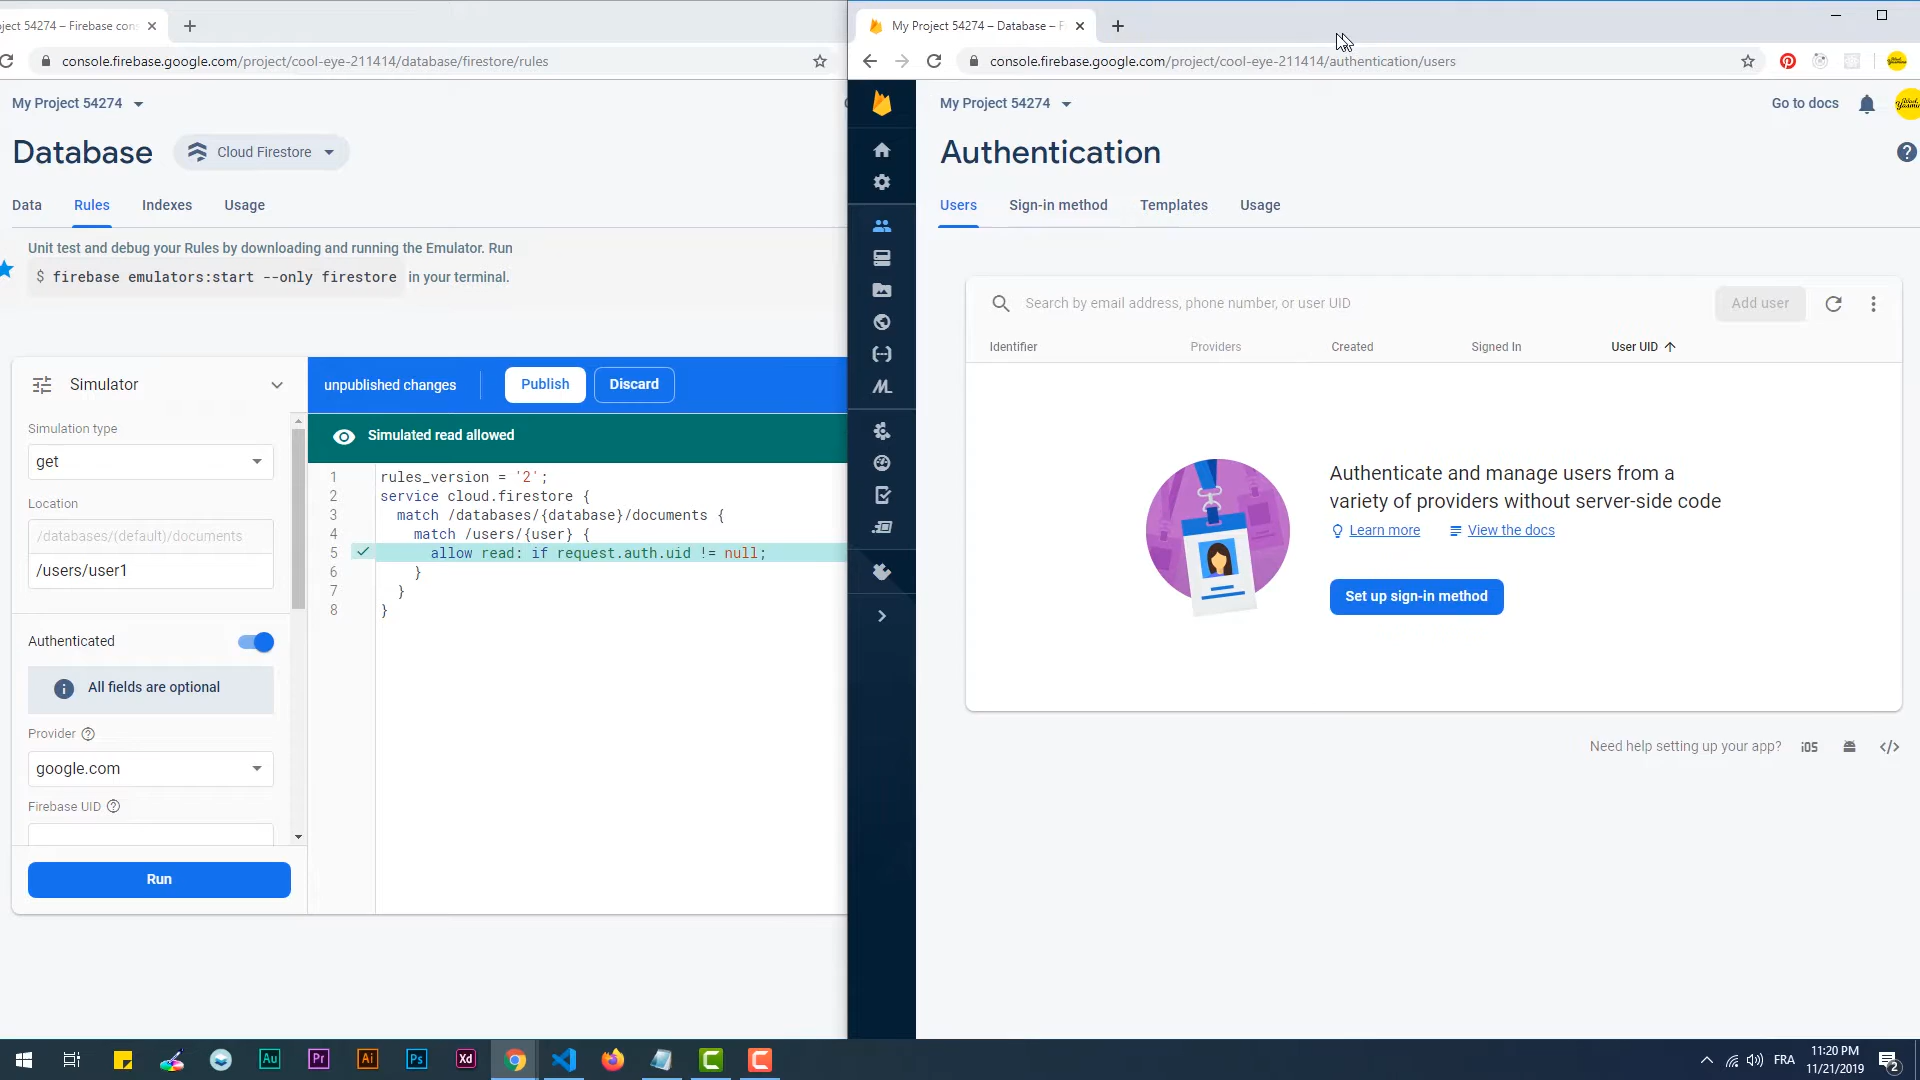 ject 54274 – Firebase con
console.firebase.google.com/project/cool-eye-211414/database/firestore/rules
My Project 54274
Database
Cloud Firestore
Data
Rules
Indexes
Usage
Unit test and debug your Rules by downloading and running the Emulator. Run
$ firebase emulators:start --only firestore in your terminal.
Simulator
Simulation type
get
Location
/databases/(default)/documents
/users/user1
Authenticated
All fields are optional
Provider
google.com
Firebase UID
Run
unpublished changes
Publish
Discard
Simulated read allowed
1 rules_version = '2';
2 service cloud.firestore {
3 match /databases/{database}/documents {
4 match /users/{user} {
5 allow read: if request.auth.uid != null;
6 }
7 }
8 }
My Project 54274 – Database – F
console.firebase.google.com/project/cool-eye-211414/authentication/users
My Project 54274
Go to docs
Authentication
Users
Sign-in method
Templates
Usage
Search by email address, phone number, or user UID
Add user
Identifier
Providers
Created
Signed In
User UID
Authenticate and manage users from a
variety of providers without server-side code
Learn more
View the docs
Set up sign-in method
Need help setting up your app?
iOS
Au
Pr
Ai
Ps
Xd
FRA
11:20 PM
11/21/2019
2